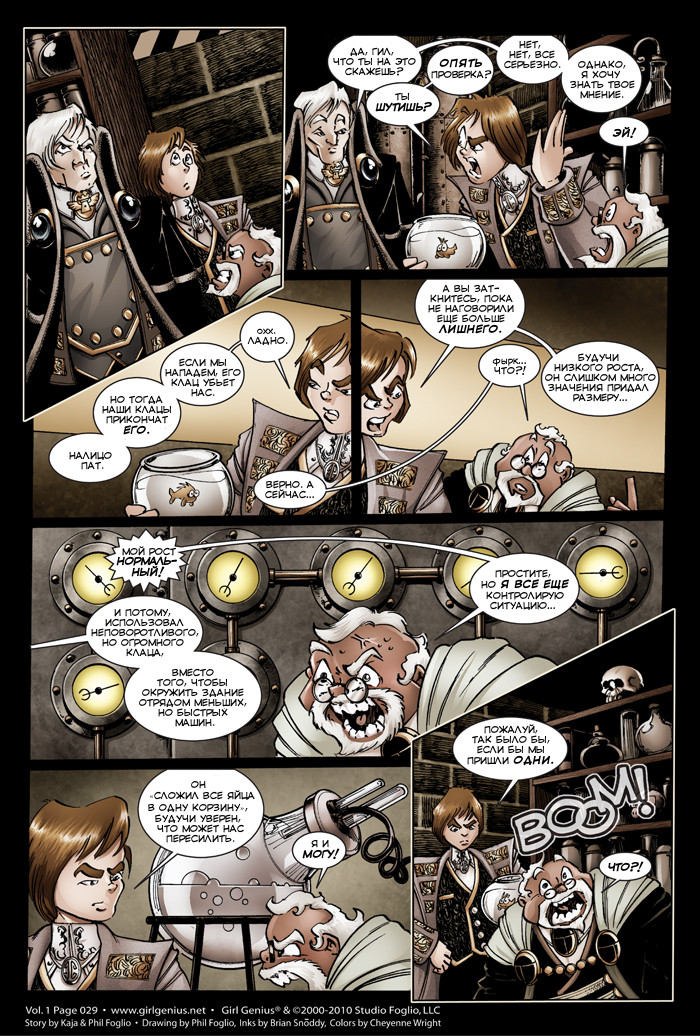 ДА, ГИЛ,
ЧТО ТЫ НА ЭТО
СКАЖЕШЬ?
ОПЯТЬ
ПРОВЕРКА?
ТЫ
ШУТИШЬ?
НЕТ,
НЕТ, ВСЕ
СЕРЬЕЗНО.
ОДНАКО,
Я ХОЧУ
ЗНАТЬ ТВОЕ
МНЕНИЕ.
ЭЙ!
ОХХ.
ЛАДНО.
ЕСЛИ МЫ
НАПАДЕМ, ЕГО
КЛАЦ УБЬЕТ
НАС.
НО ТОГДА
НАШИ КЛАЦЫ
ПРИКОНЧАТ
ЕГО.
НАЛИЦО
ПАТ.
ВЕРНО. А
СЕЙЧАС...
А ВЫ ЗАТ-
КНИТЕСЬ, ПОКА
НЕ НАГОВОРИЛИ
ЕЩЕ БОЛЬШЕ
ЛИШНЕГО.
ФЫРК...
ЧТО?!
БУДУЧИ
НИЗКОГО РОСТА,
ОН СЛИШКОМ МНОГО
ЗНАЧЕНИЯ ПРИДАЛ
РАЗМЕРУ...
МОЙ РОСТ
НОРМАЛЬ-
НЫЙ!
ПРОСТИТЕ,
НО Я ВСЕ ЕЩЕ
КОНТРОЛИРУЮ
СИТУАЦИЮ...
И ПОТОМУ,
ИСПОЛЬЗОВАЛ
НЕПОВОРОТЛИВОГО,
НО ОГРОМНОГО
КЛАЦА,
ВМЕСТО
ТОГО, ЧТОБЫ
ОКРУЖИТЬ ЗДАНИЕ
ОТРЯДОМ МЕНЬШИХ,
НО БЫСТРЫХ
МАШИН.
ОН
«СЛОЖИЛ ВСЕ ЯЙЦА
В ОДНУ КОРЗИНУ»,
БУДУЧИ УВЕРЕН,
ЧТО МОЖЕТ НАС
ПЕРЕСИЛИТЬ.
Я И
МОГУ!
ПОЖАЛУЙ,
ТАК БЫЛО БЫ,
ЕСЛИ БЫ МЫ
ПРИШЛИ ОДНИ.
BOOM!
ЧТО?!
Vol. 1 Page 029 • www.girlgenius.net • Girl Genius® & ©2000-2010 Studio Foglio, LLC
Story by Kaja & Phil Foglio • Drawing by Phil Foglio, Inks by Brian Snōddy, Colors by Cheyenne Wright